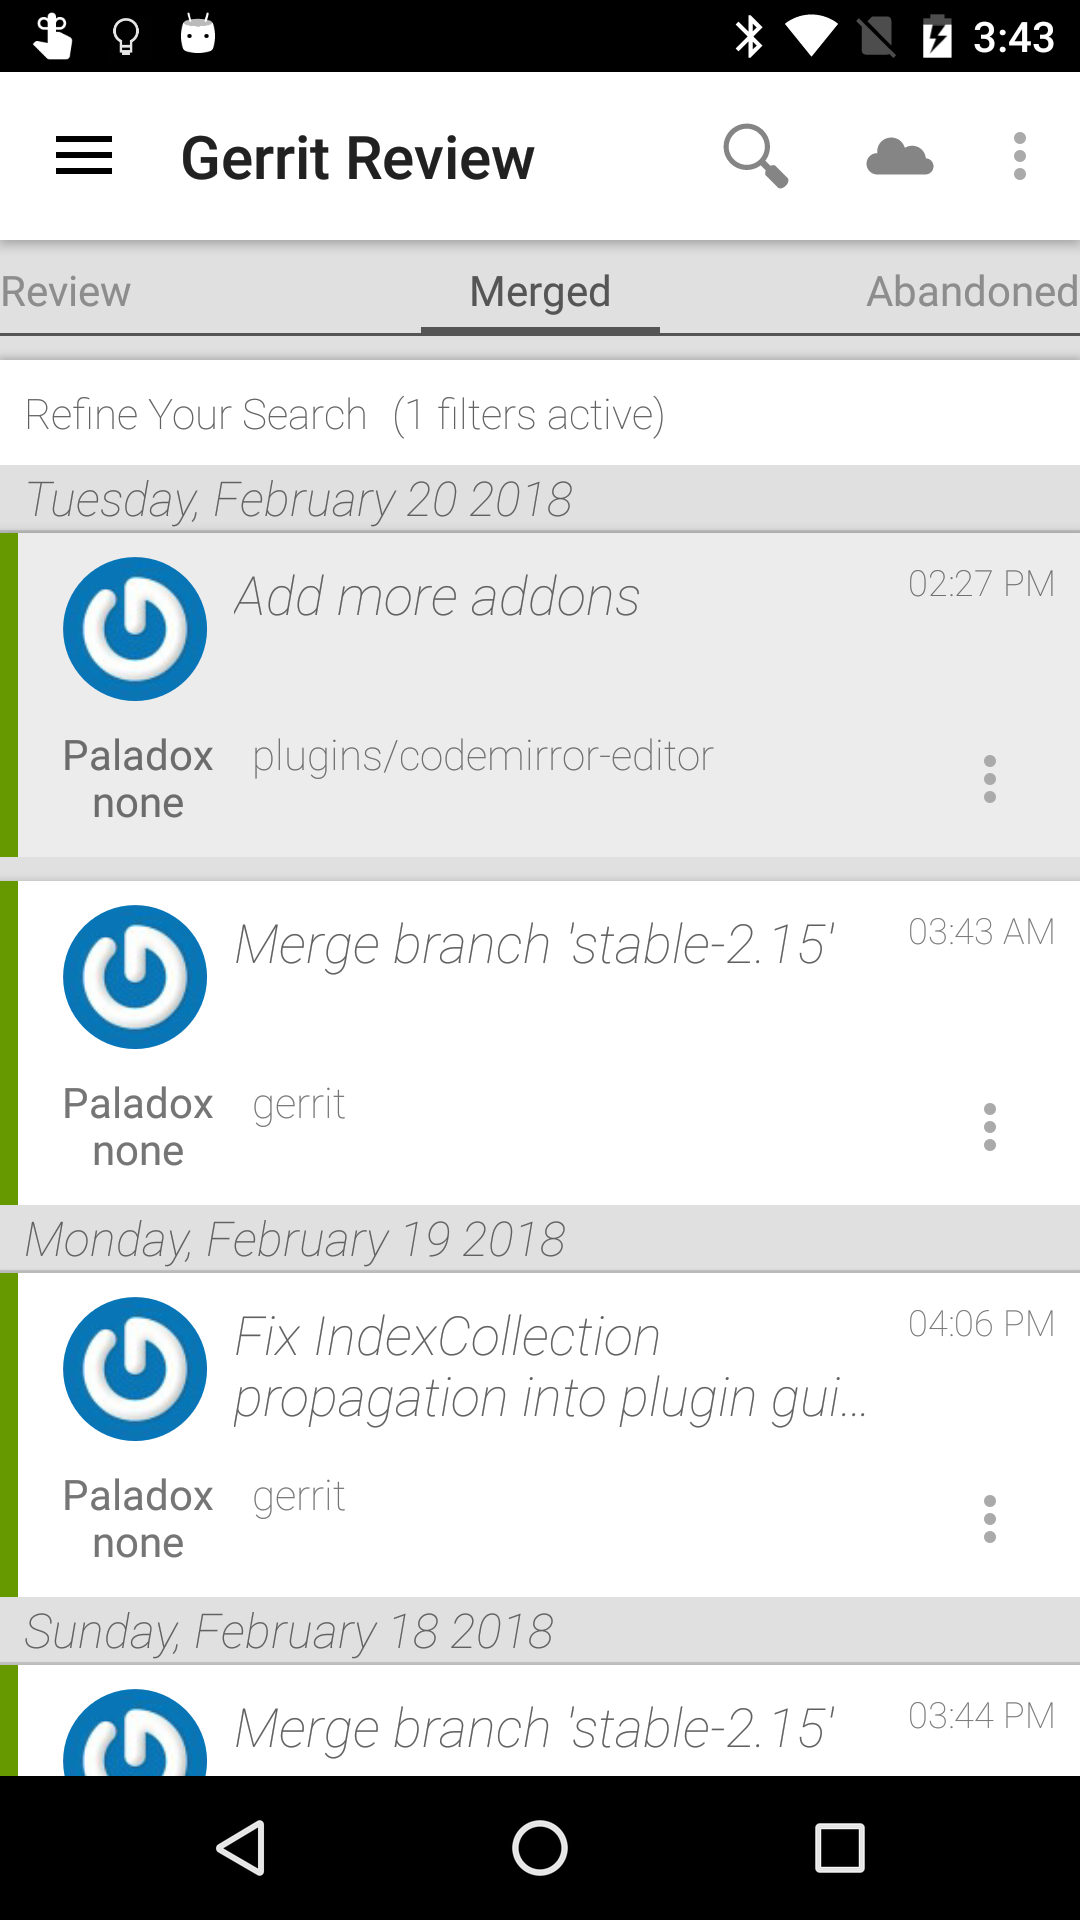 3:43
Gerrit Review
Review Merged Abandoned
Refine Your Search (1 filters active)
Tuesday, February 20 2018
Add more addons 02:27 PM
Paladox plugins/codemirror-editor
none
Merge branch 'stable-2.15' 03:43 AM
Paladox gerrit
none
Monday, February 19 2018
Fix IndexCollection 04:06 PM
propagation into plugin gui...
Paladox gerrit
none
Sunday, February 18 2018
Merge branch 'stable-2.15' 03:44 PM